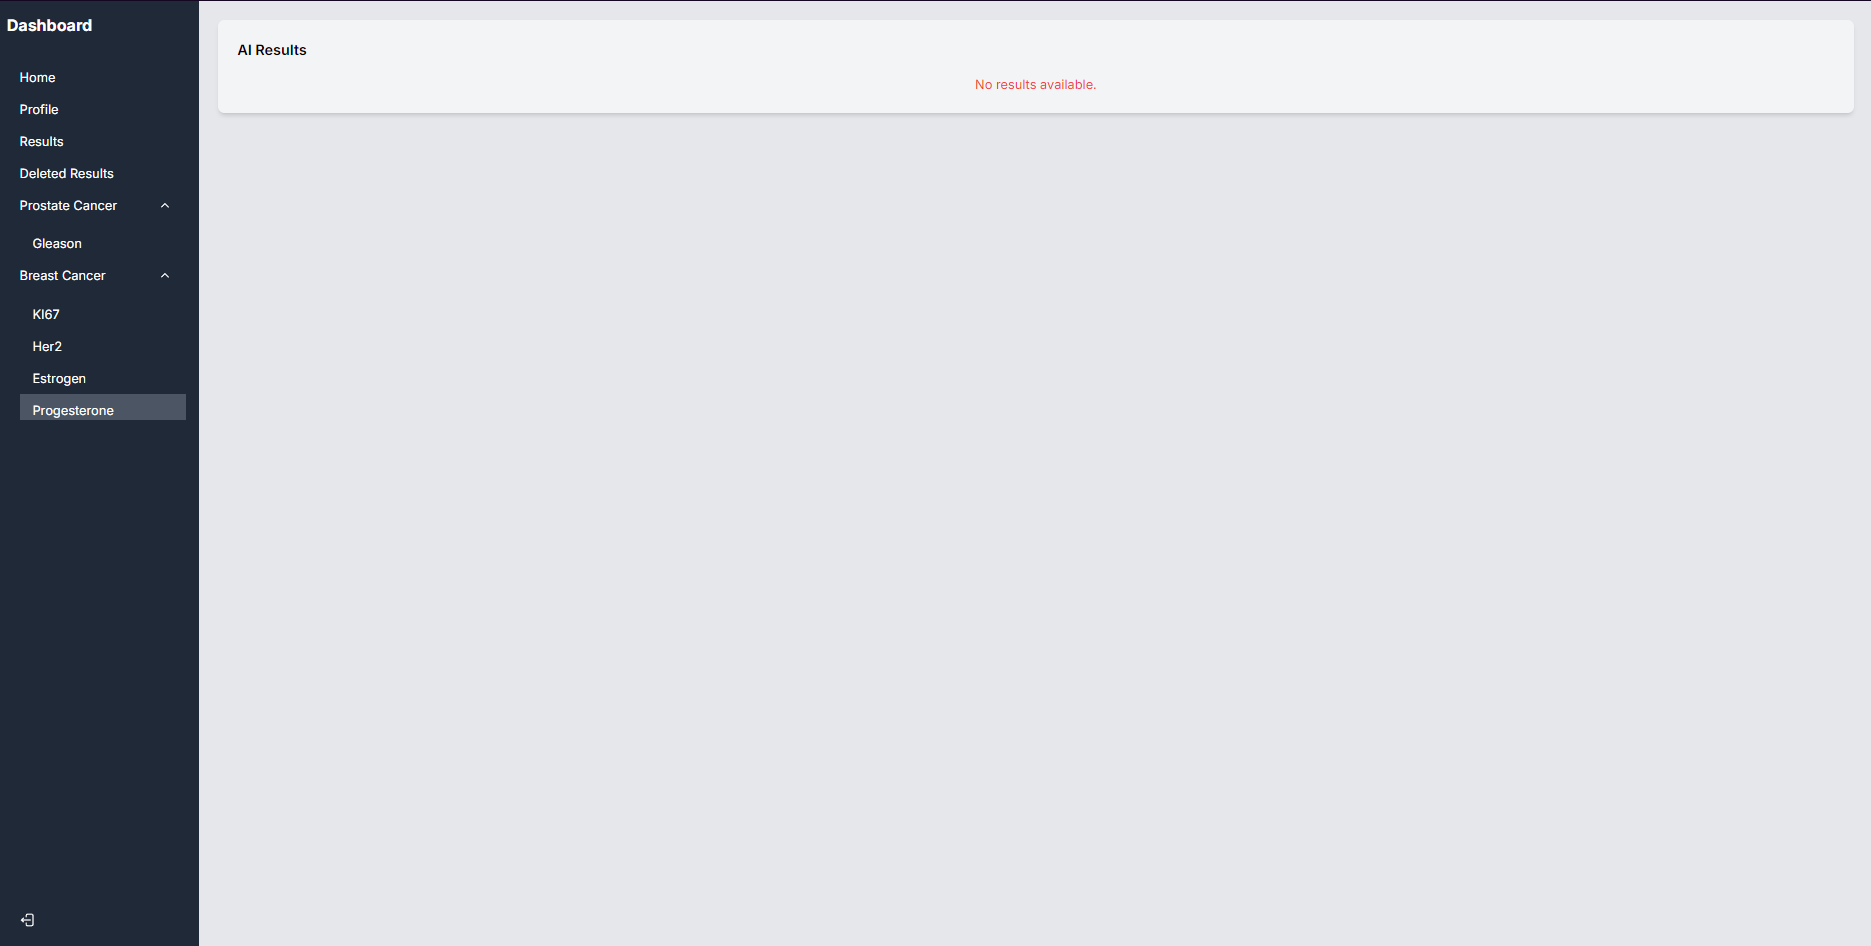 Dashboard
Home
Profile
Results
Deleted Results
Prostate Cancer
Gleason
Breast Cancer
KI67
Her2
Estrogen
Progesterone
AI Results
No results available.